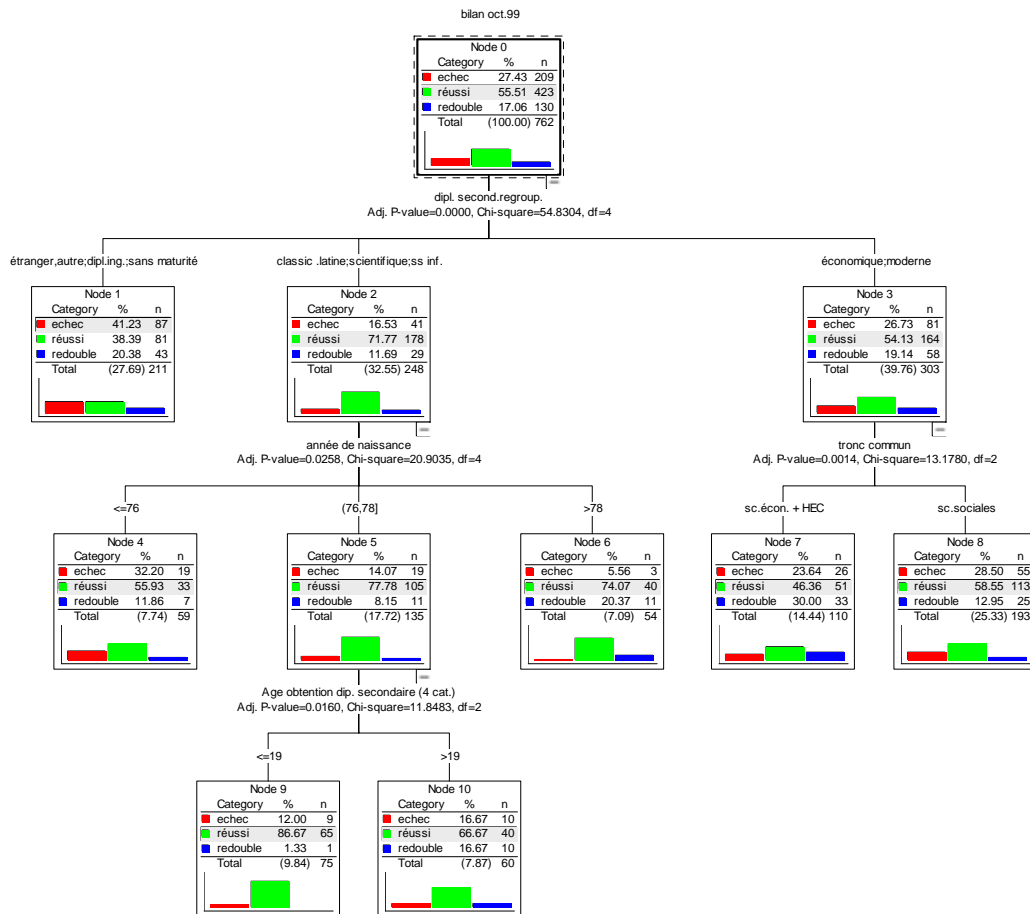 bilan oct.99
Node 0
Category % n
echec 27.43 209
réussi 55.51 423
redouble 17.06 130
Total (100.00) 762
dipl. second.regroup.
Adj. P-value=0.0000, Chi-square=54.8304, df=4
étranger,autre;dipl.ing.;sans maturité
classic .latine;scientifique;ss inf.
économique;moderne
Node 1
Category % n
echec 41.23 87
réussi 38.39 81
redouble 20.38 43
Total (27.69) 211
Node 2
Category % n
echec 16.53 41
réussi 71.77 178
redouble 11.69 29
Total (32.55) 248
Node 3
Category % n
echec 26.73 81
réussi 54.13 164
redouble 19.14 58
Total (39.76) 303
année de naissance
Adj. P-value=0.0258, Chi-square=20.9035, df=4
tronc commun
Adj. P-value=0.0014, Chi-square=13.1780, df=2
<=76
(76,78]
>78
sc.écon. + HEC
sc.sociales
Node 4
Category % n
echec 32.20 19
réussi 55.93 33
redouble 11.86 7
Total (7.74) 59
Node 5
Category % n
echec 14.07 19
réussi 77.78 105
redouble 8.15 11
Total (17.72) 135
Node 6
Category % n
echec 5.56 3
réussi 74.07 40
redouble 20.37 11
Total (7.09) 54
Node 7
Category % n
echec 23.64 26
réussi 46.36 51
redouble 30.00 33
Total (14.44) 110
Node 8
Category % n
echec 28.50 55
réussi 58.55 113
redouble 12.95 25
Total (25.33) 193
Age obtention dip. secondaire (4 cat.)
Adj. P-value=0.0160, Chi-square=11.8483, df=2
<=19
>19
Node 9
Category % n
echec 12.00 9
réussi 86.67 65
redouble 1.33 1
Total (9.84) 75
Node 10
Category % n
echec 16.67 10
réussi 66.67 40
redouble 16.67 10
Total (7.87) 60